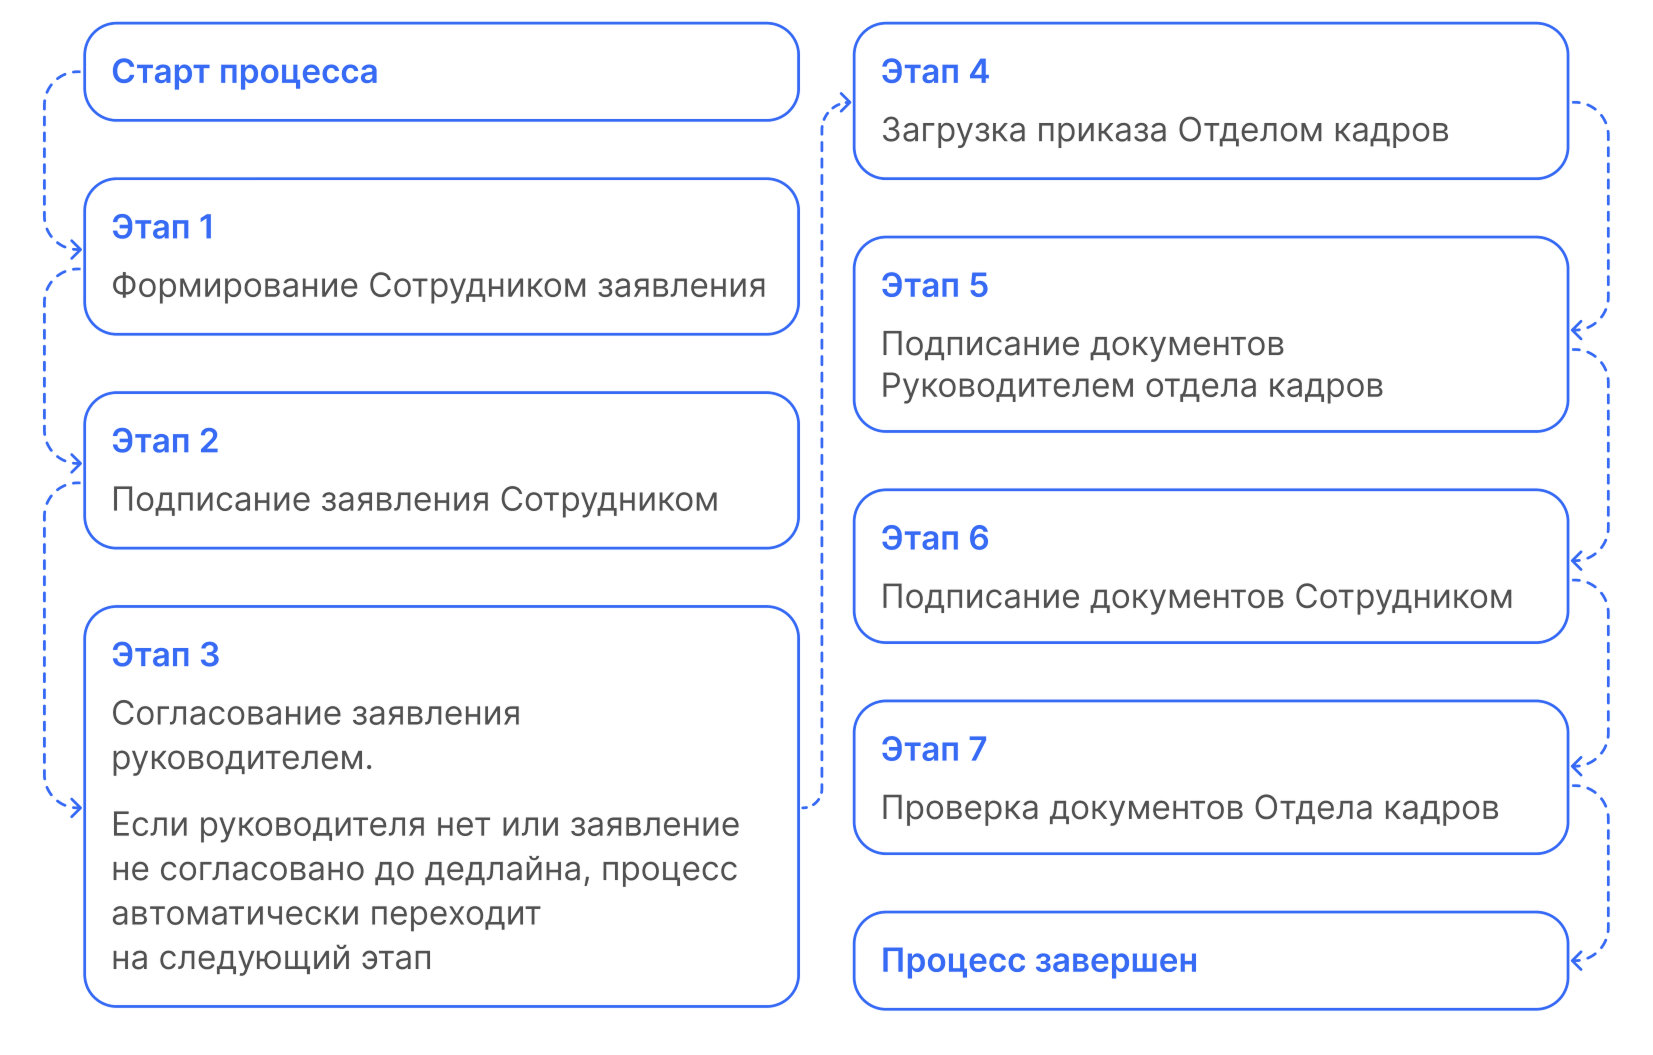 Старт процесса
Этап 1
Формирование Сотрудником заявления
Этап 2
Подписание заявления Сотрудником
Этап 3
Согласование заявления
руководителем.
Если руководителя нет или заявление
не согласовано до дедлайна, процесс
автоматически переходит
на следующий этап
Этап 4
Загрузка приказа Отделом кадров
Этап 5
Подписание документов
Руководителем отдела кадров
Этап 6
Подписание документов Сотрудником
Этап 7
Проверка документов Отдела кадров
Процесс завершен